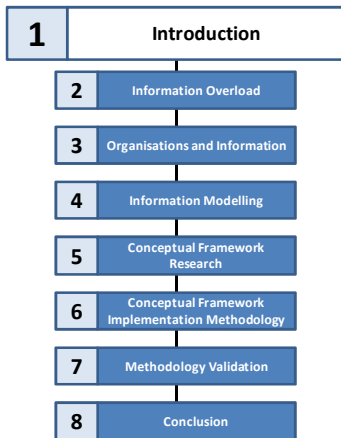 1 Introduction
2 Information Overload
3 Organisations and Information
4 Information Modelling
5 Conceptual Framework
Research
6 Conceptual Framework
Implementation Methodology
7 Methodology Validation
8 Conclusion